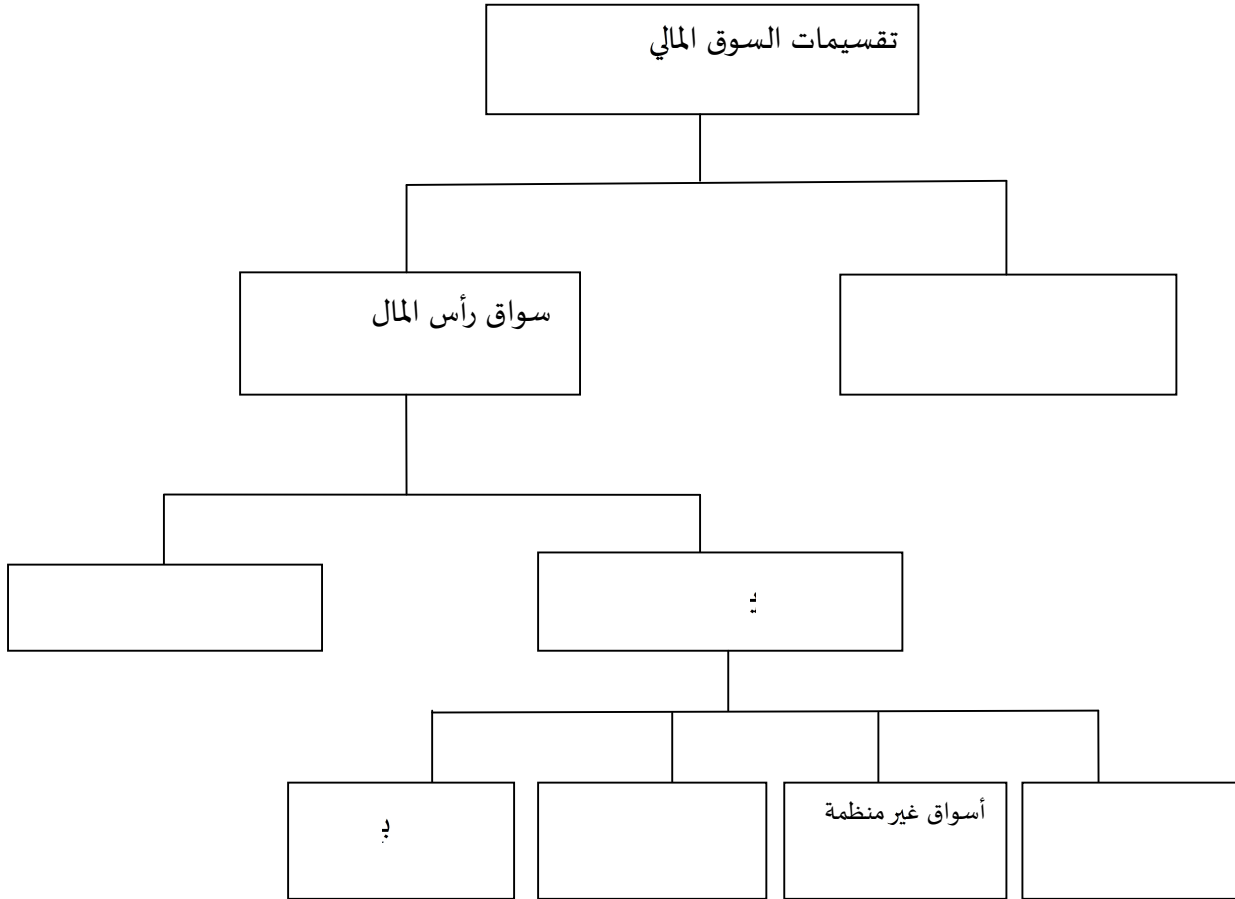 تقسيمات السوق المالي
سواق رأس المال
أسواق غير منظمة